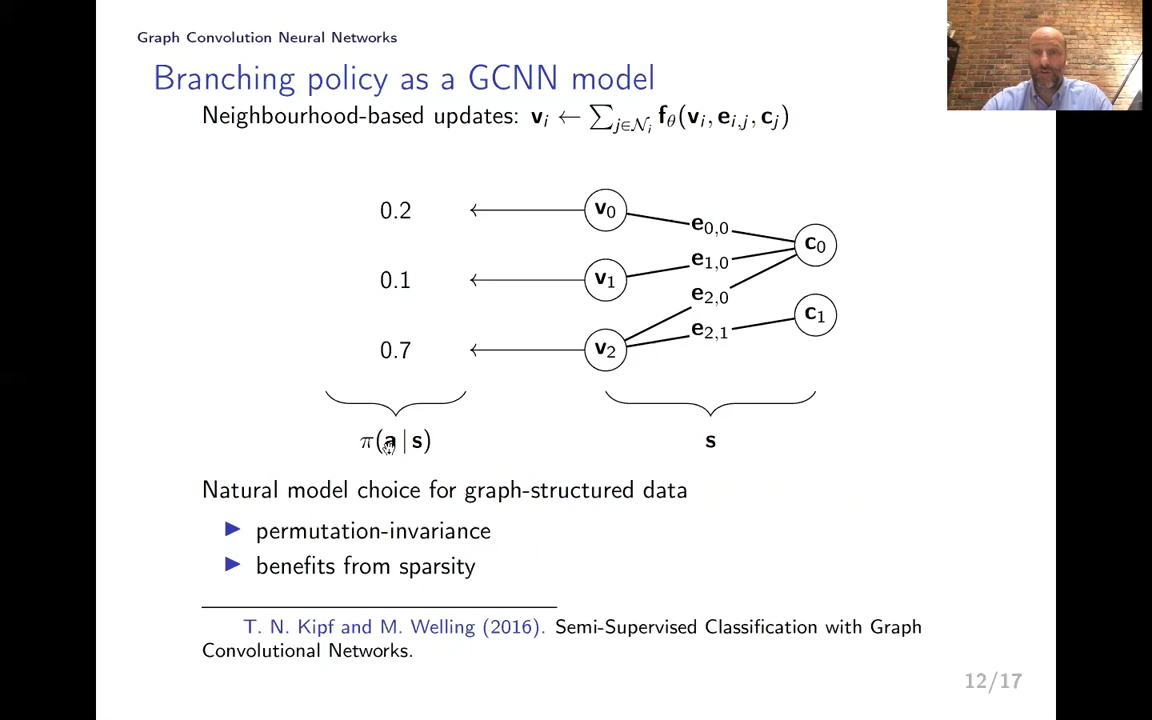 Graph Convolution Neural Networks
Branching policy as a GCNN model
Neighbourhood-based updates: v_i ← ∑_{j∈𝒩_i} f_θ(v_i, e_{i,j}, c_j)
0.2 v_0 e_{0,0} c_0
0.1 v_1 e_{1,0}
e_{2,0}
0.7 v_2 e_{2,1} c_1
π(a | s) s
Natural model choice for graph-structured data
▶ permutation-invariance
▶ benefits from sparsity
T. N. Kipf and M. Welling (2016). Semi-Supervised Classification with Graph
Convolutional Networks.
12/17